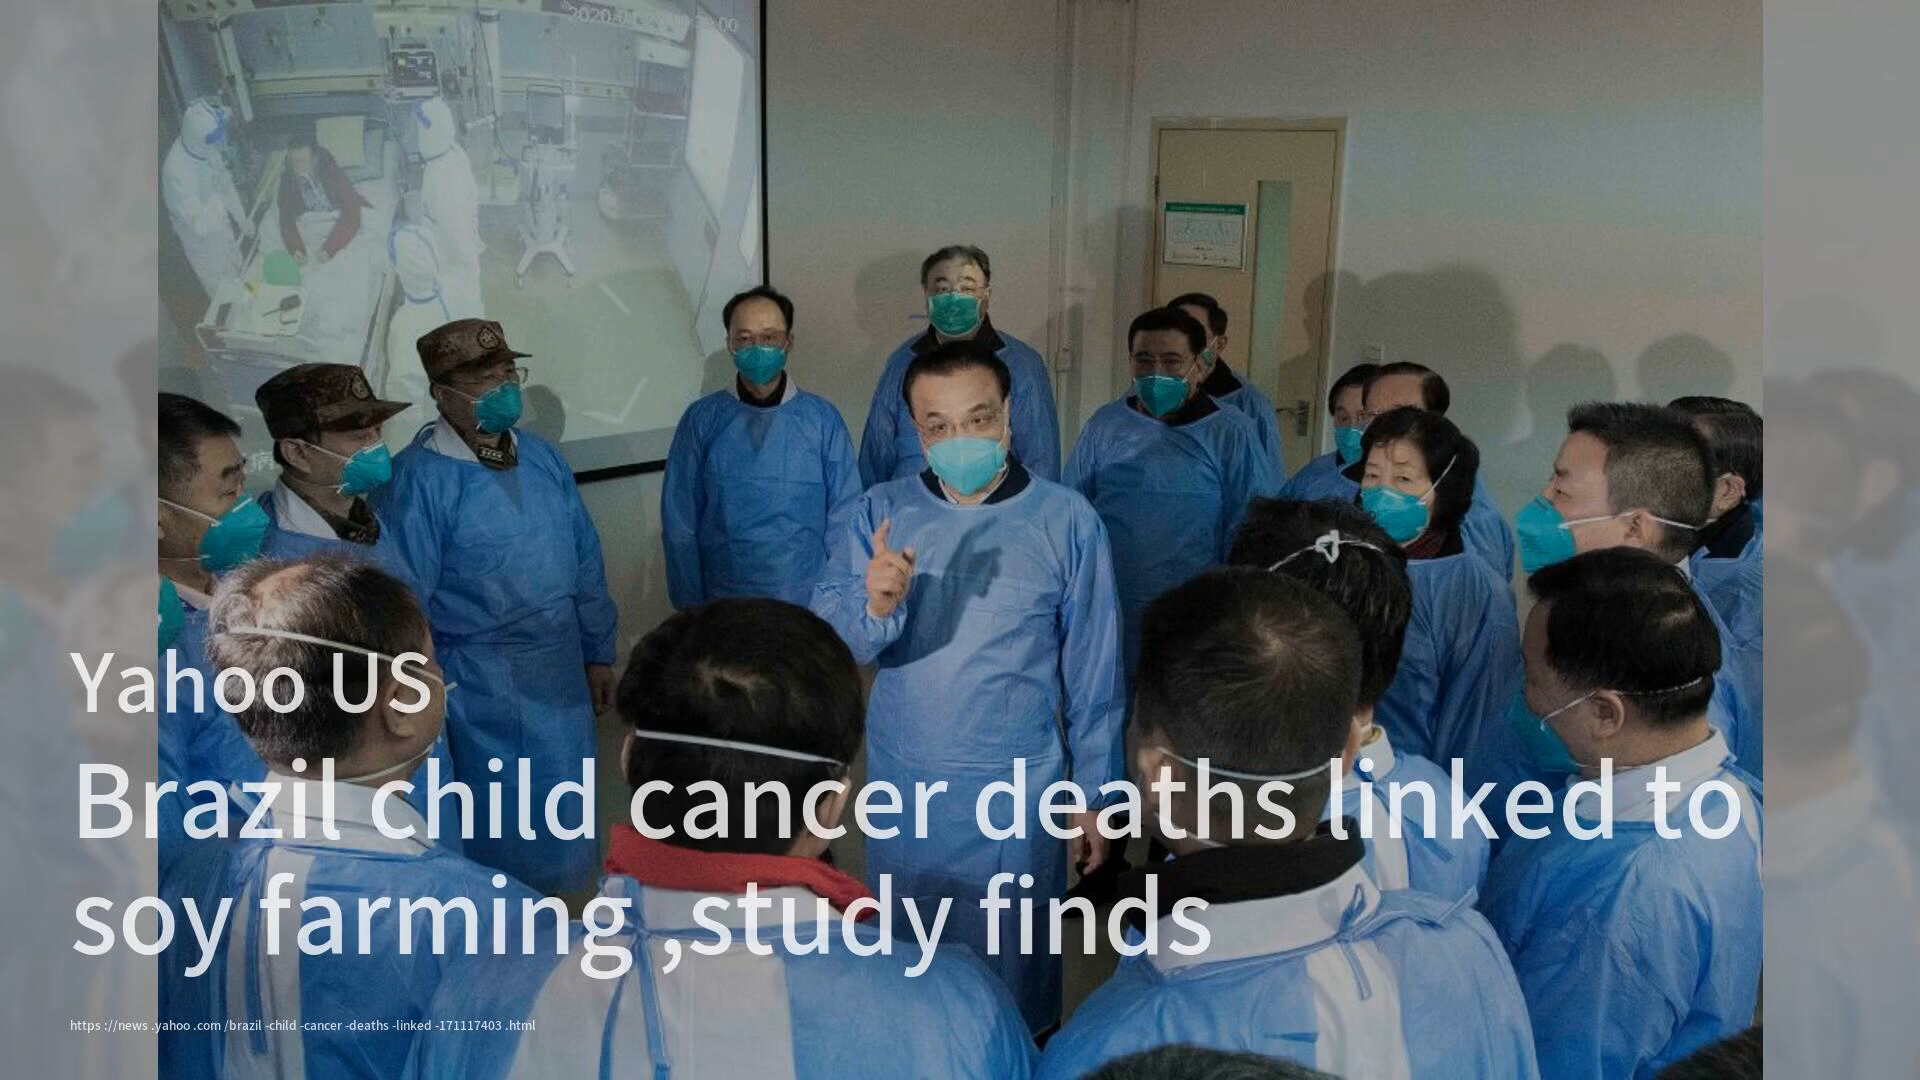 Yahoo US
Brazil child cancer deaths linked to
soy farming ,study finds
https ://news .yahoo .com /brazil -child -cancer -deaths -linked -171117403 .html